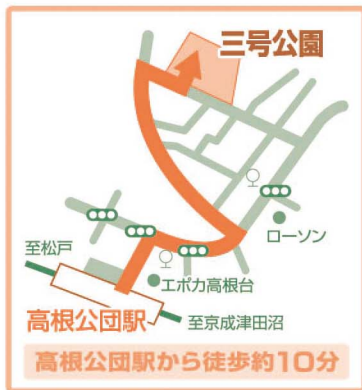 三号公園
ローソン
至松戸
エポカ高根台
高根公団駅
至京成津田沼
高根公団駅から徒歩約10分